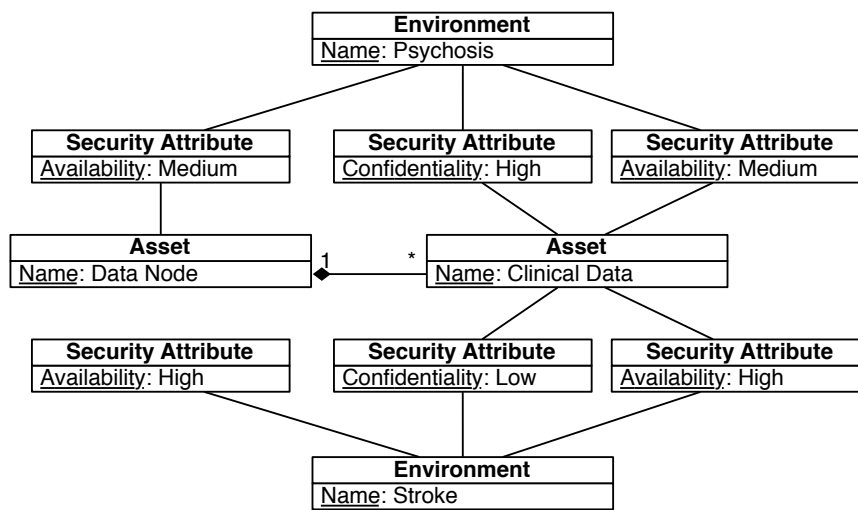 Environment
Name: Psychosis
Security Attribute
Availability: Medium
Security Attribute
Confidentiality: High
Security Attribute
Availability: Medium
Asset
Name: Data Node
1
*
Asset
Name: Clinical Data
Security Attribute
Availability: High
Security Attribute
Confidentiality: Low
Security Attribute
Availability: High
Environment
Name: Stroke